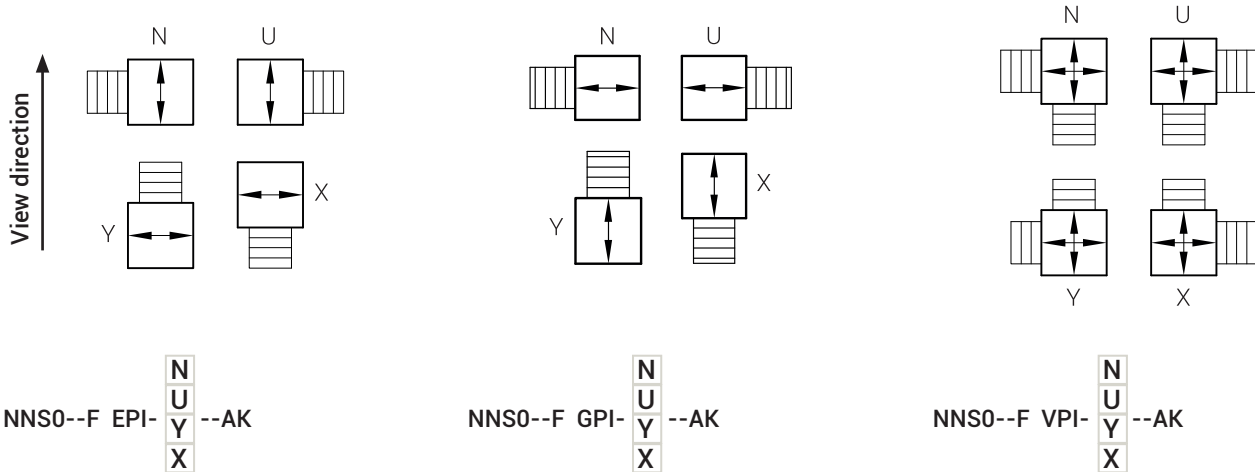 View direction
N U
Y X
N U
Y X
N U
Y X
N
U
NNS0--F EPI- Y --AK
X
N
U
NNS0--F GPI- Y --AK
X
N
U
NNS0--F VPI- Y --AK
X